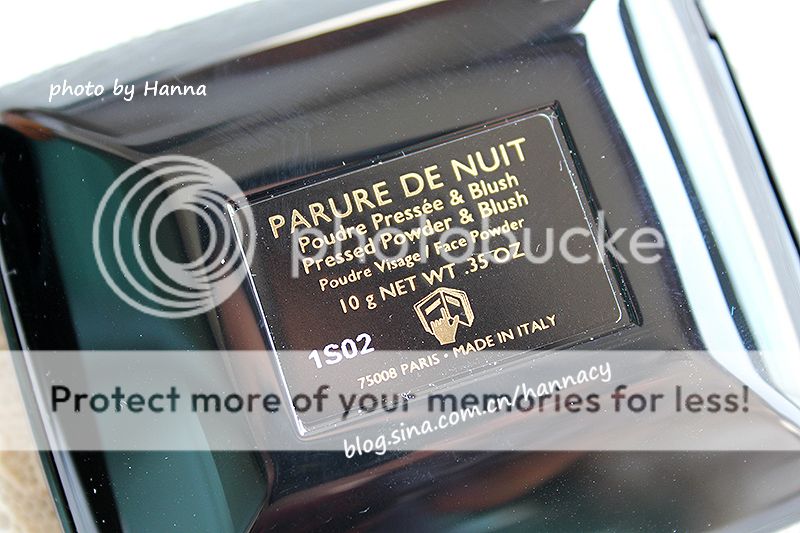 photo by Hanna
PARURE DE NUIT
Poudre Pressée & Blush
Pressed Powder & Blush
Poudre Visage / Face Powder
10 g NET WT .35 OZ
1S02
75008 PARIS • MADE IN ITALY
photobucket
Protect more of your memories for less!
blog.sina.com.cn/hannacy